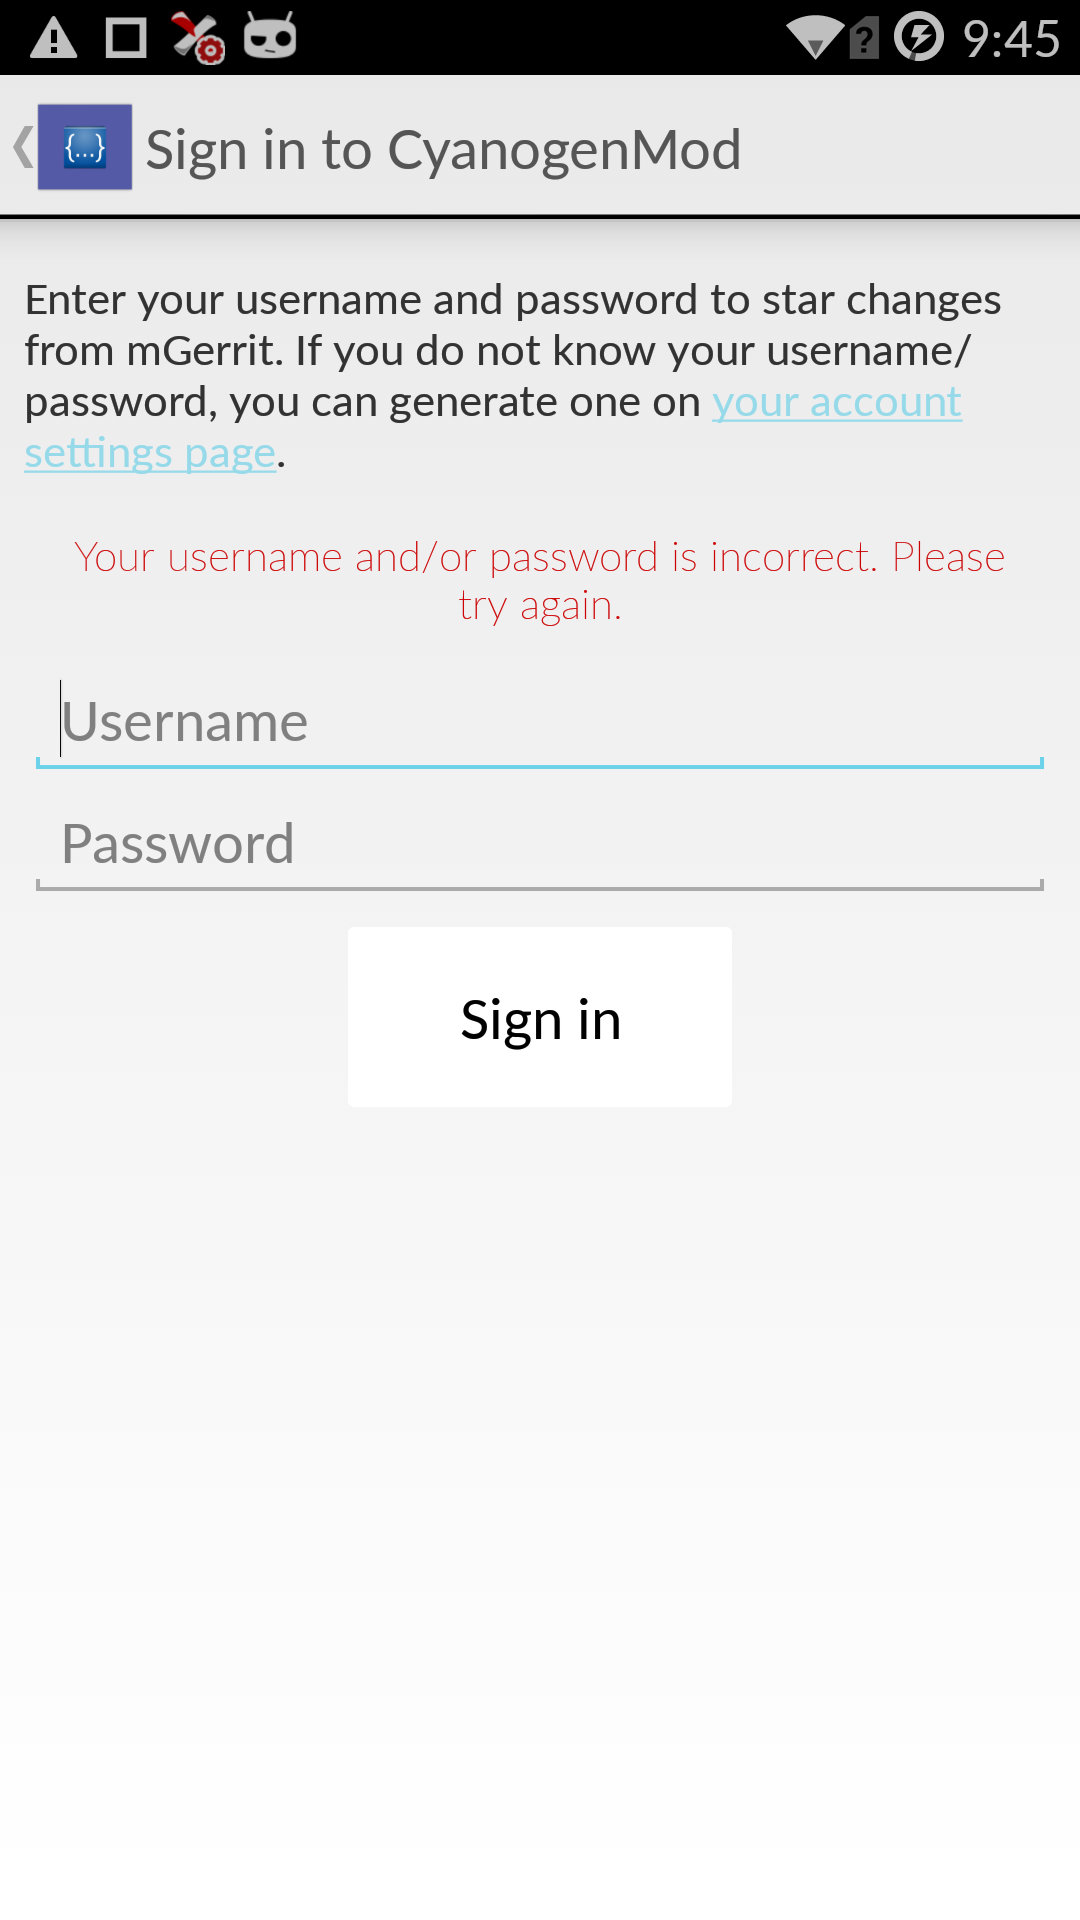 9:45
{...} Sign in to CyanogenMod
Enter your username and password to star changes
from mGerrit. If you do not know your username/
password, you can generate one on your account
settings page.
Your username and/or password is incorrect. Please
try again.
Username
Password
Sign in